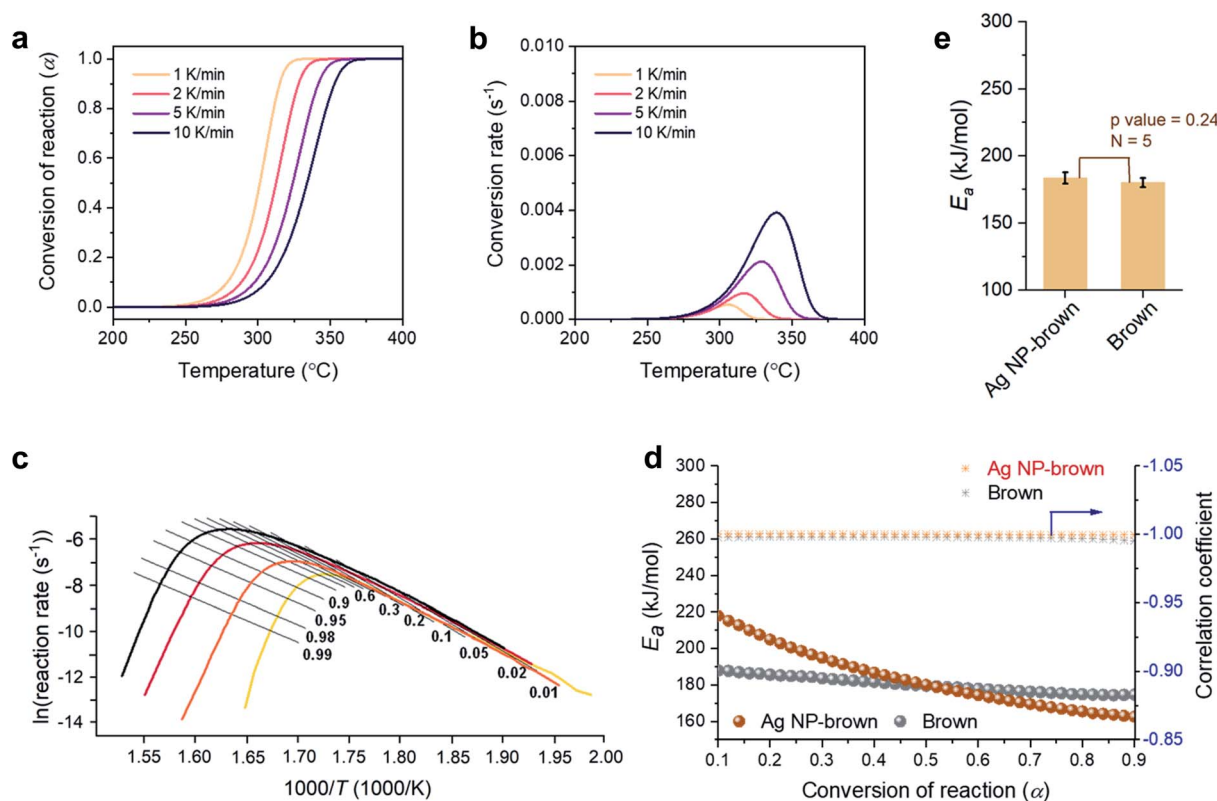 a
Conversion of reaction (α)
1.0
0.8
0.6
0.4
0.2
0.0
1 K/min
2 K/min
5 K/min
10 K/min
200 250 300 350 400
Temperature (°C)
b
Conversion rate (s⁻¹)
0.010
0.008
0.006
0.004
0.002
0.000
1 K/min
2 K/min
5 K/min
10 K/min
200 250 300 350 400
Temperature (°C)
e
Ea (kJ/mol)
300
250
200
150
100
p value = 0.24
N = 5
Ag NP-brown
Brown
c
ln(reaction rate (s⁻¹))
-6
-8
-10
-12
-14
0.6
0.9
0.3
0.95
0.2
0.98
0.1
0.99
0.05
0.02
0.01
1.55 1.60 1.65 1.70 1.75 1.80 1.85 1.90 1.95 2.00
1000/T (1000/K)
d
Ea (kJ/mol)
300
280
260
240
220
200
180
160
Ag NP-brown
Brown
Ag NP-brown
Brown
-1.05
-1.00
-0.95
-0.90
-0.85
Correlation coefficient
0.1 0.2 0.3 0.4 0.5 0.6 0.7 0.8 0.9
Conversion of reaction (α)